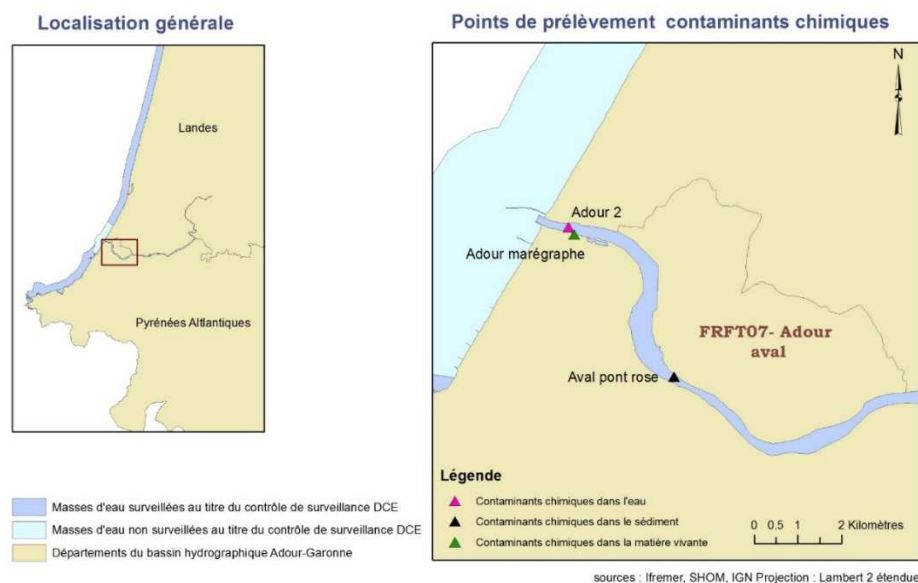 Localisation générale
Landes
Pyrénées Altlantiques
Masses d'eau surveillées au titre du contrôle de surveillance DCE
Masses d'eau non surveillées au titre du contrôle de surveillance DCE
Départements du bassin hydrographique Adour-Garonne
Points de prélèvement contaminants chimiques
N
Adour 2
Adour marégraphe
FRFT07- Adour
aval
Aval pont rose
Légende
Contaminants chimiques dans l'eau
Contaminants chimiques dans le sédiment
Contaminants chimiques dans la matière vivante
0 0.5 1 2 Kilomètres
sources : Ifremer, SHOM, IGN Projection : Lambert 2 étendue